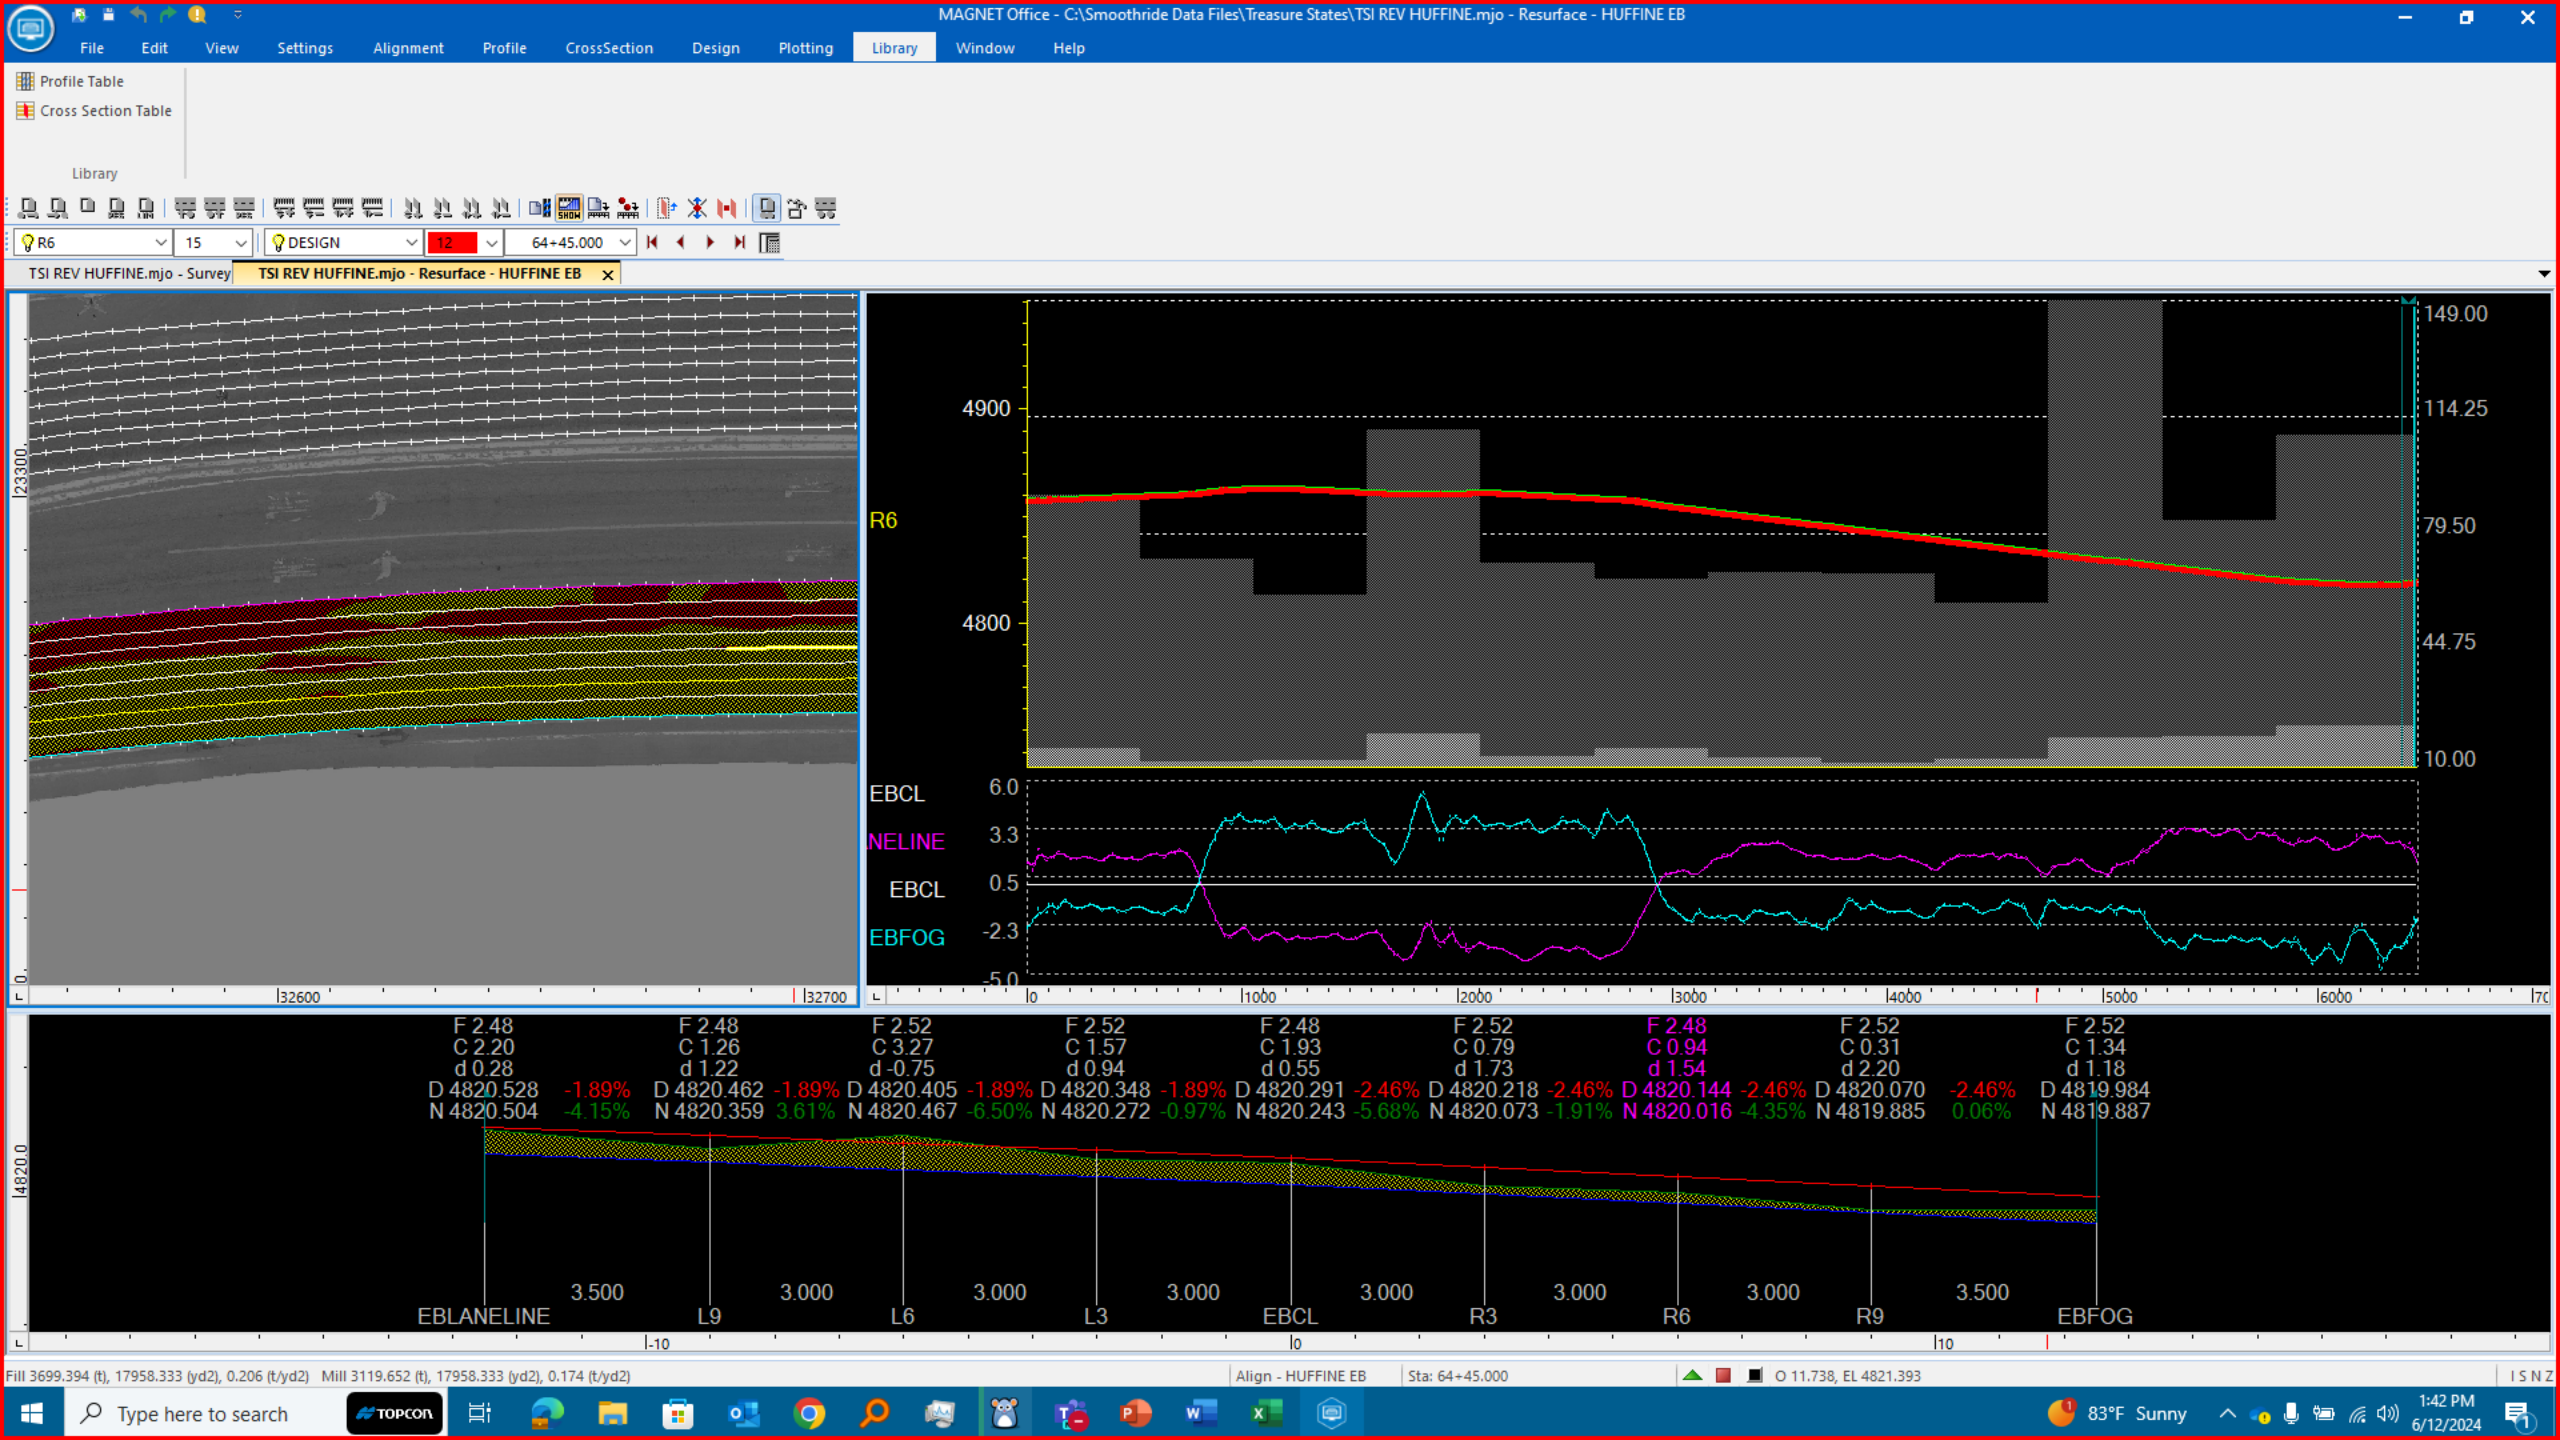 MAGNET Office - C:\Smoothride Data Files\Treasure States\TSI REV HUFFINE.mjo - Resurface - HUFFINE EB
File Edit View Settings Alignment Profile CrossSection Design Plotting Library Window Help
Profile Table
Cross Section Table
Library
SHOW
R6 15 DESIGN 12 64+45.000
TSI REV HUFFINE.mjo - Survey TSI REV HUFFINE.mjo - Resurface - HUFFINE EB
23300
0
32600 32700
4900
4800
R6
149.00
114.25
79.50
44.75
10.00
EBCL 6.0
NELINE 3.3
EBCL 0.5
EBFOG -2.3
-5.0
0 1000 2000 3000 4000 5000 6000
F 2.48 F 2.48 F 2.52 F 2.52 F 2.48 F 2.52 F 2.48 F 2.52 F 2.52
C 2.20 C 1.26 C 3.27 C 1.57 C 1.93 C 0.79 C 0.94 C 0.31 C 1.34
d 0.28 d 1.22 d -0.75 d 0.94 d 0.55 d 1.73 d 1.54 d 2.20 d 1.18
D 4820.528 -1.89% D 4820.462 -1.89% D 4820.405 -1.89% D 4820.348 -1.89% D 4820.291 -2.46% D 4820.218 -2.46% D 4820.144 -2.46% D 4820.070 -2.46% D 4819.984
N 4820.504 -4.15% N 4820.359 3.61% N 4820.467 -6.50% N 4820.272 -0.97% N 4820.243 -5.68% N 4820.073 -1.91% N 4820.016 -4.35% N 4819.885 0.06% N 4819.887
4820.0
3.500 3.000 3.000 3.000 3.000 3.000 3.000 3.500
EBLANELINE L9 L6 L3 EBCL R3 R6 R9 EBFOG
-10 0 10
Fill 3699.394 (t), 17958.333 (yd2), 0.206 (t/yd2) Mill 3119.652 (t), 17958.333 (yd2), 0.174 (t/yd2) Align - HUFFINE EB Sta: 64+45.000 O 11.738, EL 4821.393 I S N Z
Type here to search TOPCON 83°F Sunny 1:42 PM
6/12/2024